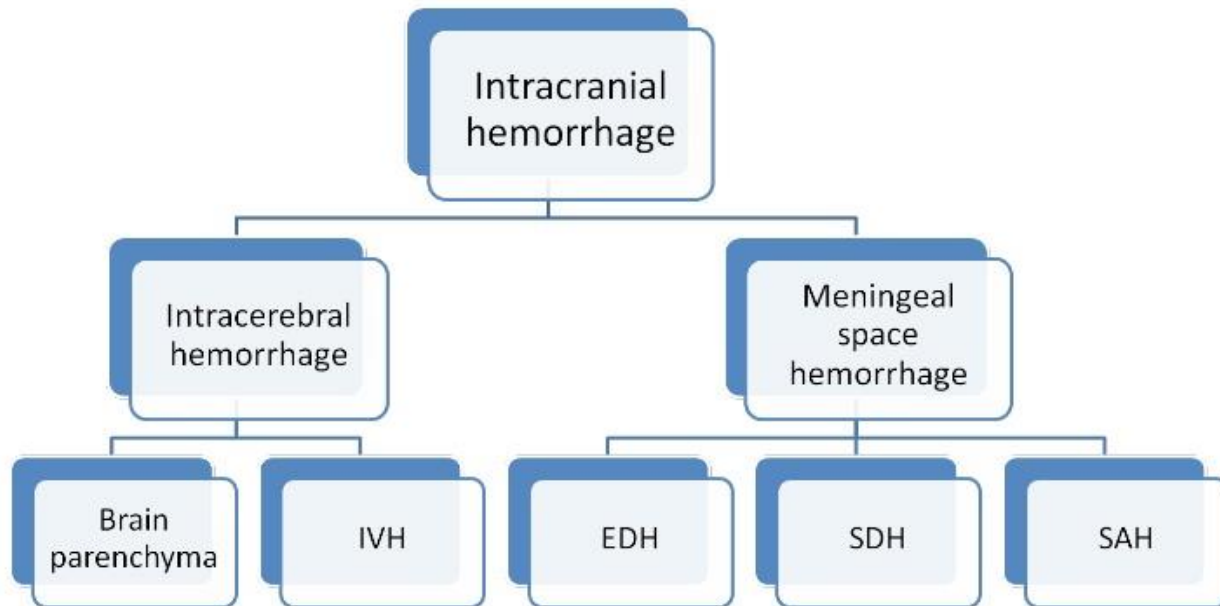 Intracranial
hemorrhage
Intracerebral
hemorrhage
Meningeal
space
hemorrhage
Brain
parenchyma
IVH
EDH
SDH
SAH